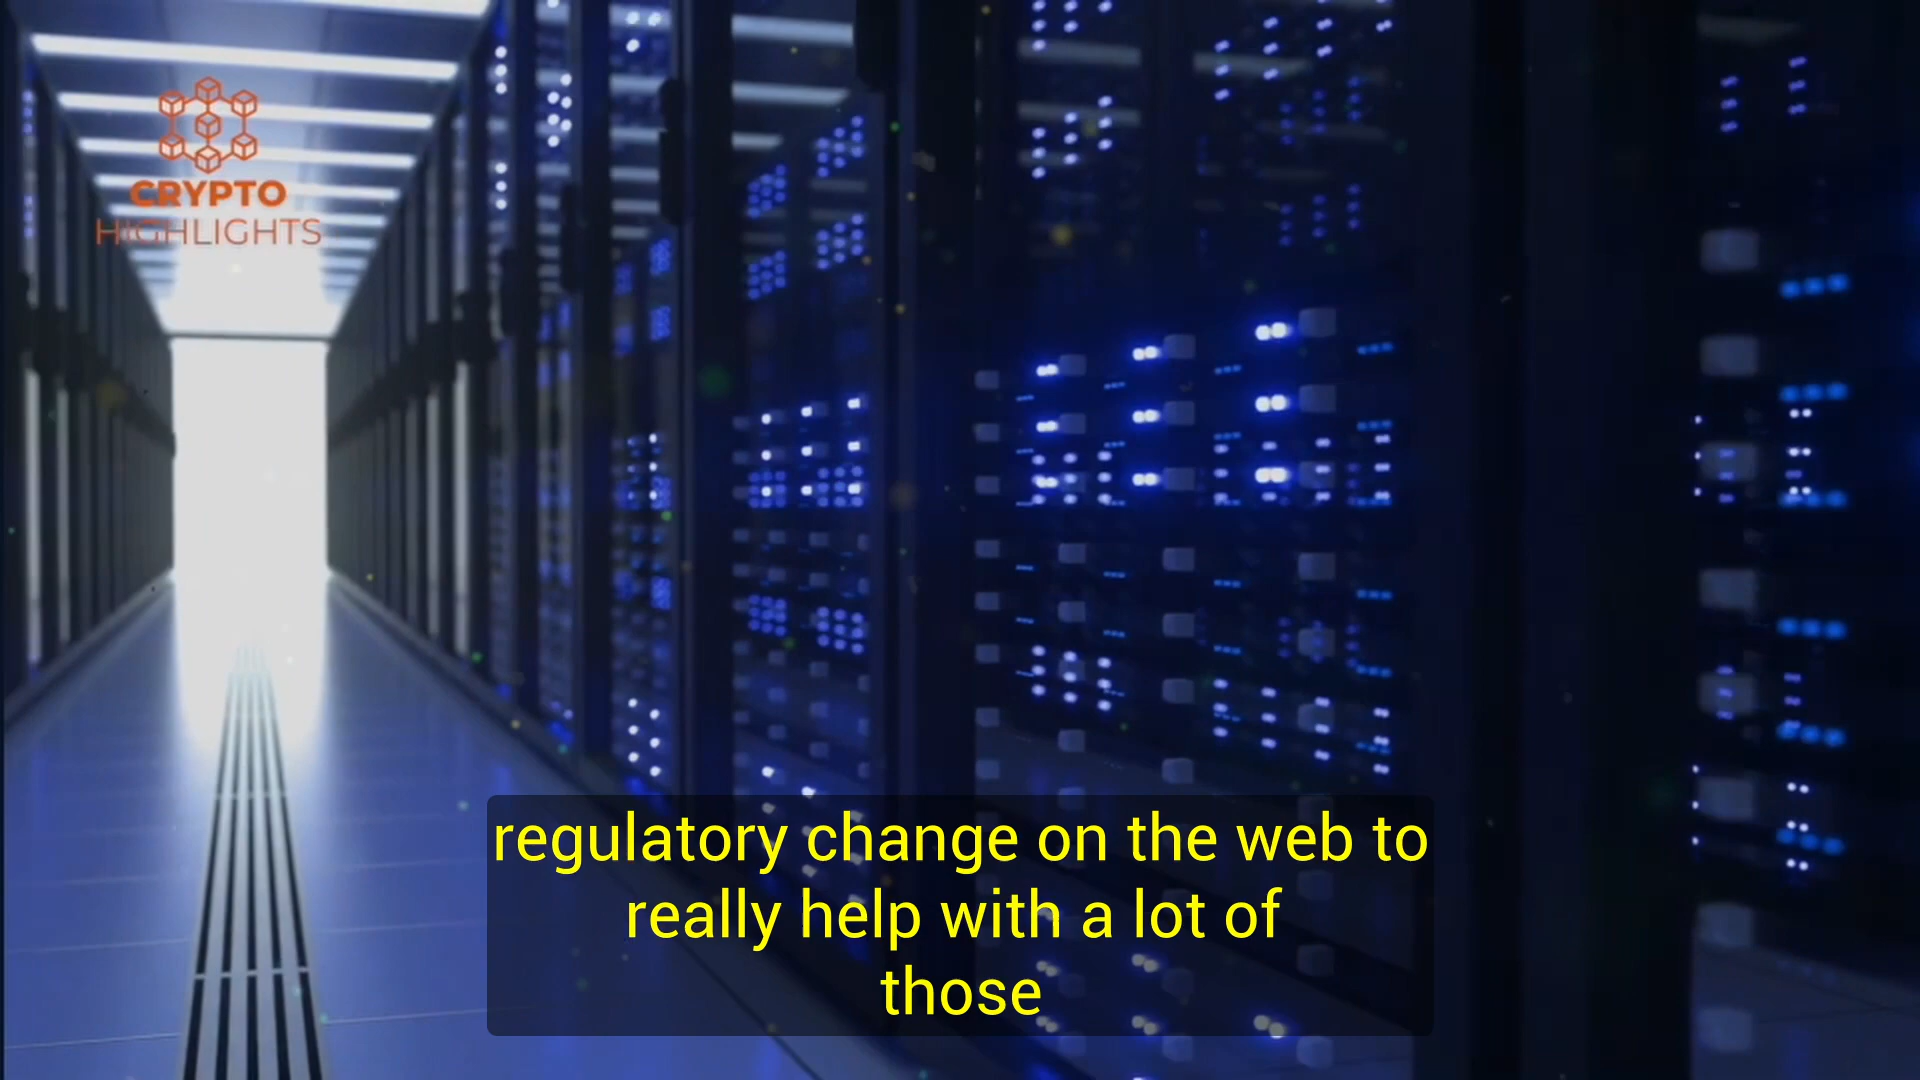 CRYPTO
HIGHLIGHTS
regulatory change on the web to
really help with a lot of
those